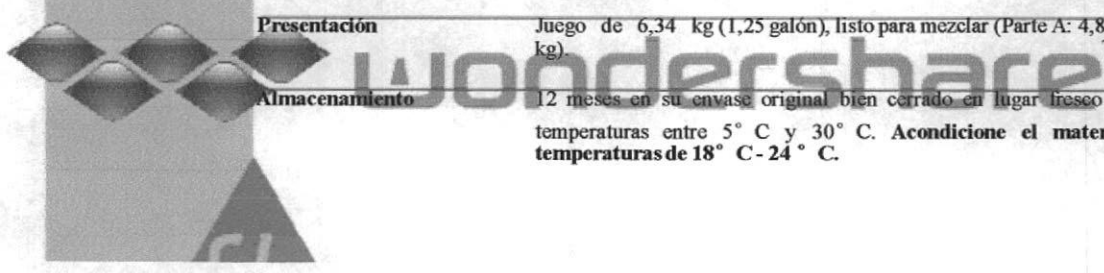 Presentación
Juego de 6,34 kg (1,25 galón), listo para mezclar (Parte A: 4,8
kg).
wondershare
Almacenamiento
12 meses en su envase original bien cerrado en lugar fresco
temperaturas entre 5° C y 30° C. Acondicione el mater
temperaturas de 18° C - 24 ° C.